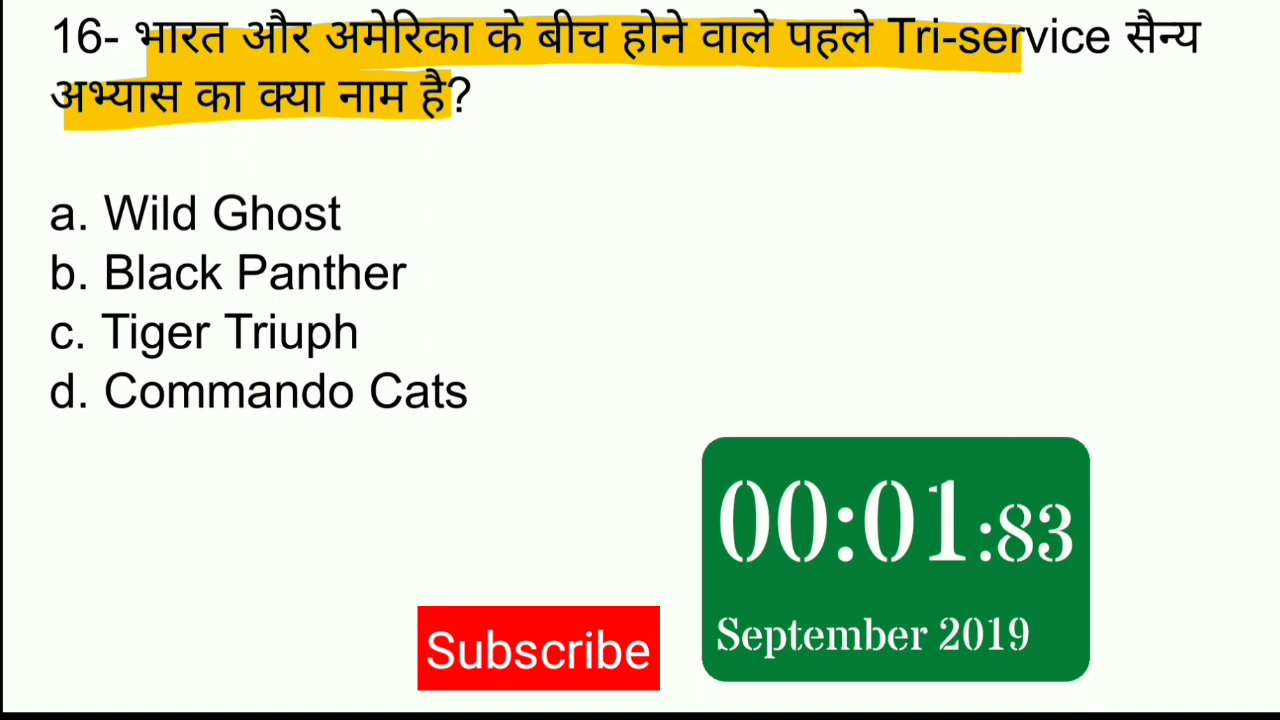 16- भारत और अमेरिका के बीच होने वाले पहले Tri-service सैन्य
अभ्यास का क्या नाम है?
a. Wild Ghost
b. Black Panther
c. Tiger Triuph
d. Commando Cats
00:01:83
September 2019
Subscribe